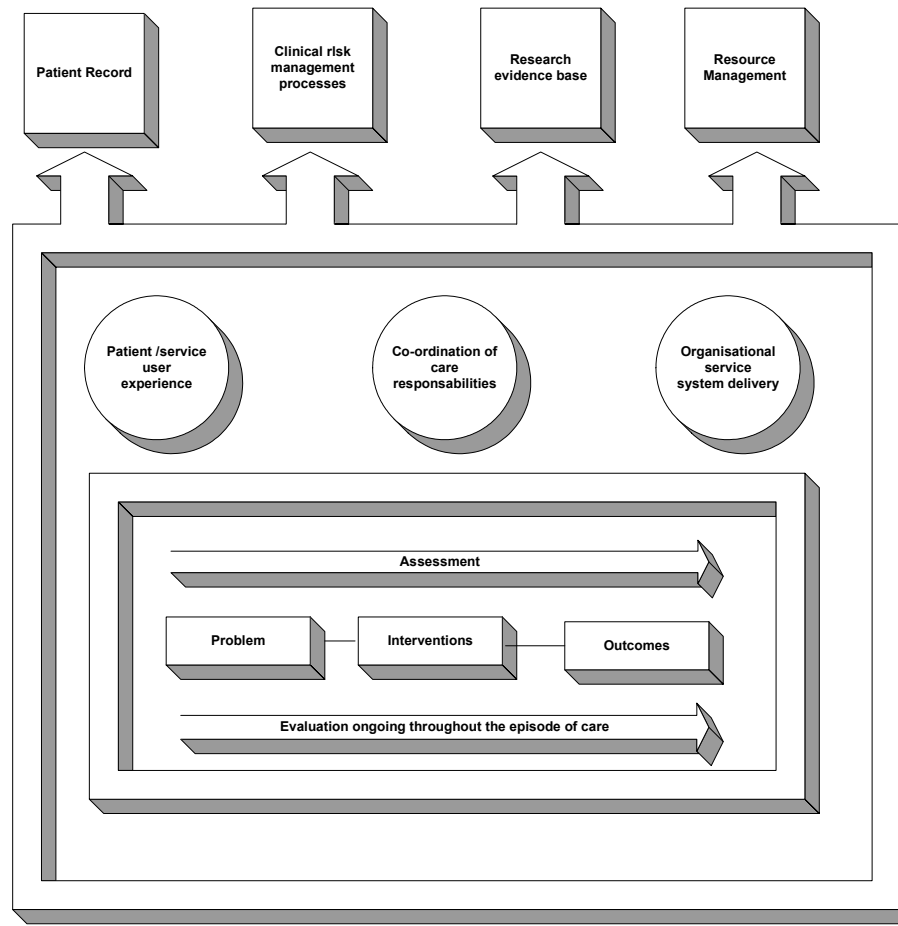 Patient Record
Clinical rIsk
management
processes
Research
evidence base
Resource
Management
Patient /service
user
experience
Co-ordination of
care
responsabilities
Organisational
service
system delivery
Assessment
Problem
Interventions
Outcomes
Evaluation ongoing throughout the episode of care